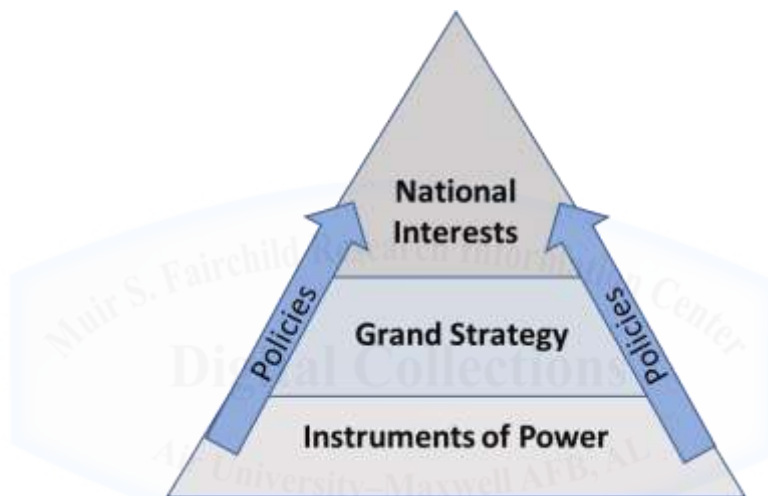 National
Interests
Policies
Policies
Grand Strategy
Instruments of Power
Muir S. Fairchild Research Information Center
Digital Collections
Air University–Maxwell AFB, AL